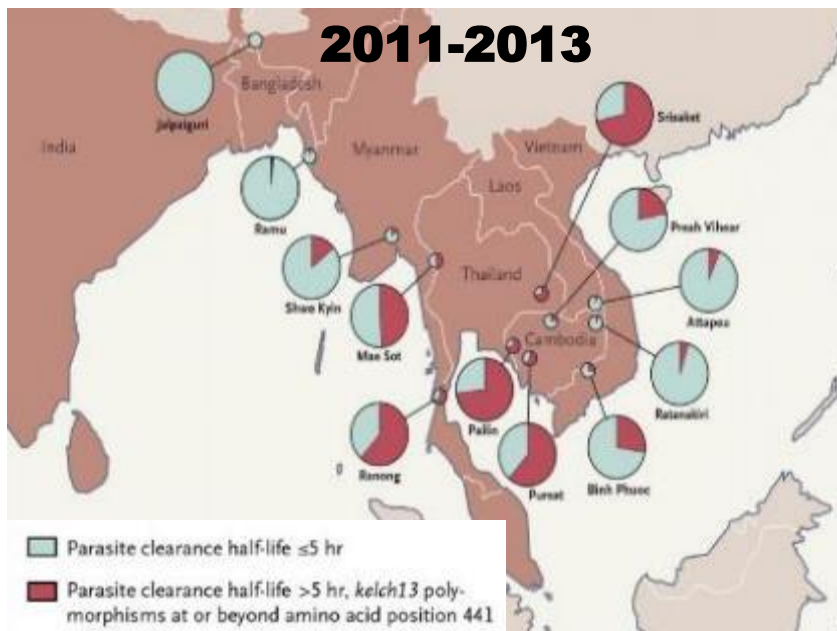 2011-2013
Jalpaiguri
Bangladesh
India
Myanmar
Vietnam
Laos
Srisaket
Ramu
Preah Vihear
Shwe Kyin
Thailand
Attapeu
Mae Sot
Cambodia
Ratanakiri
Pailin
Ranong
Pursat
Binh Phuoc
Parasite clearance half-life ≤5 hr
Parasite clearance half-life >5 hr, kelch13 poly-
morphisms at or beyond amino acid position 441